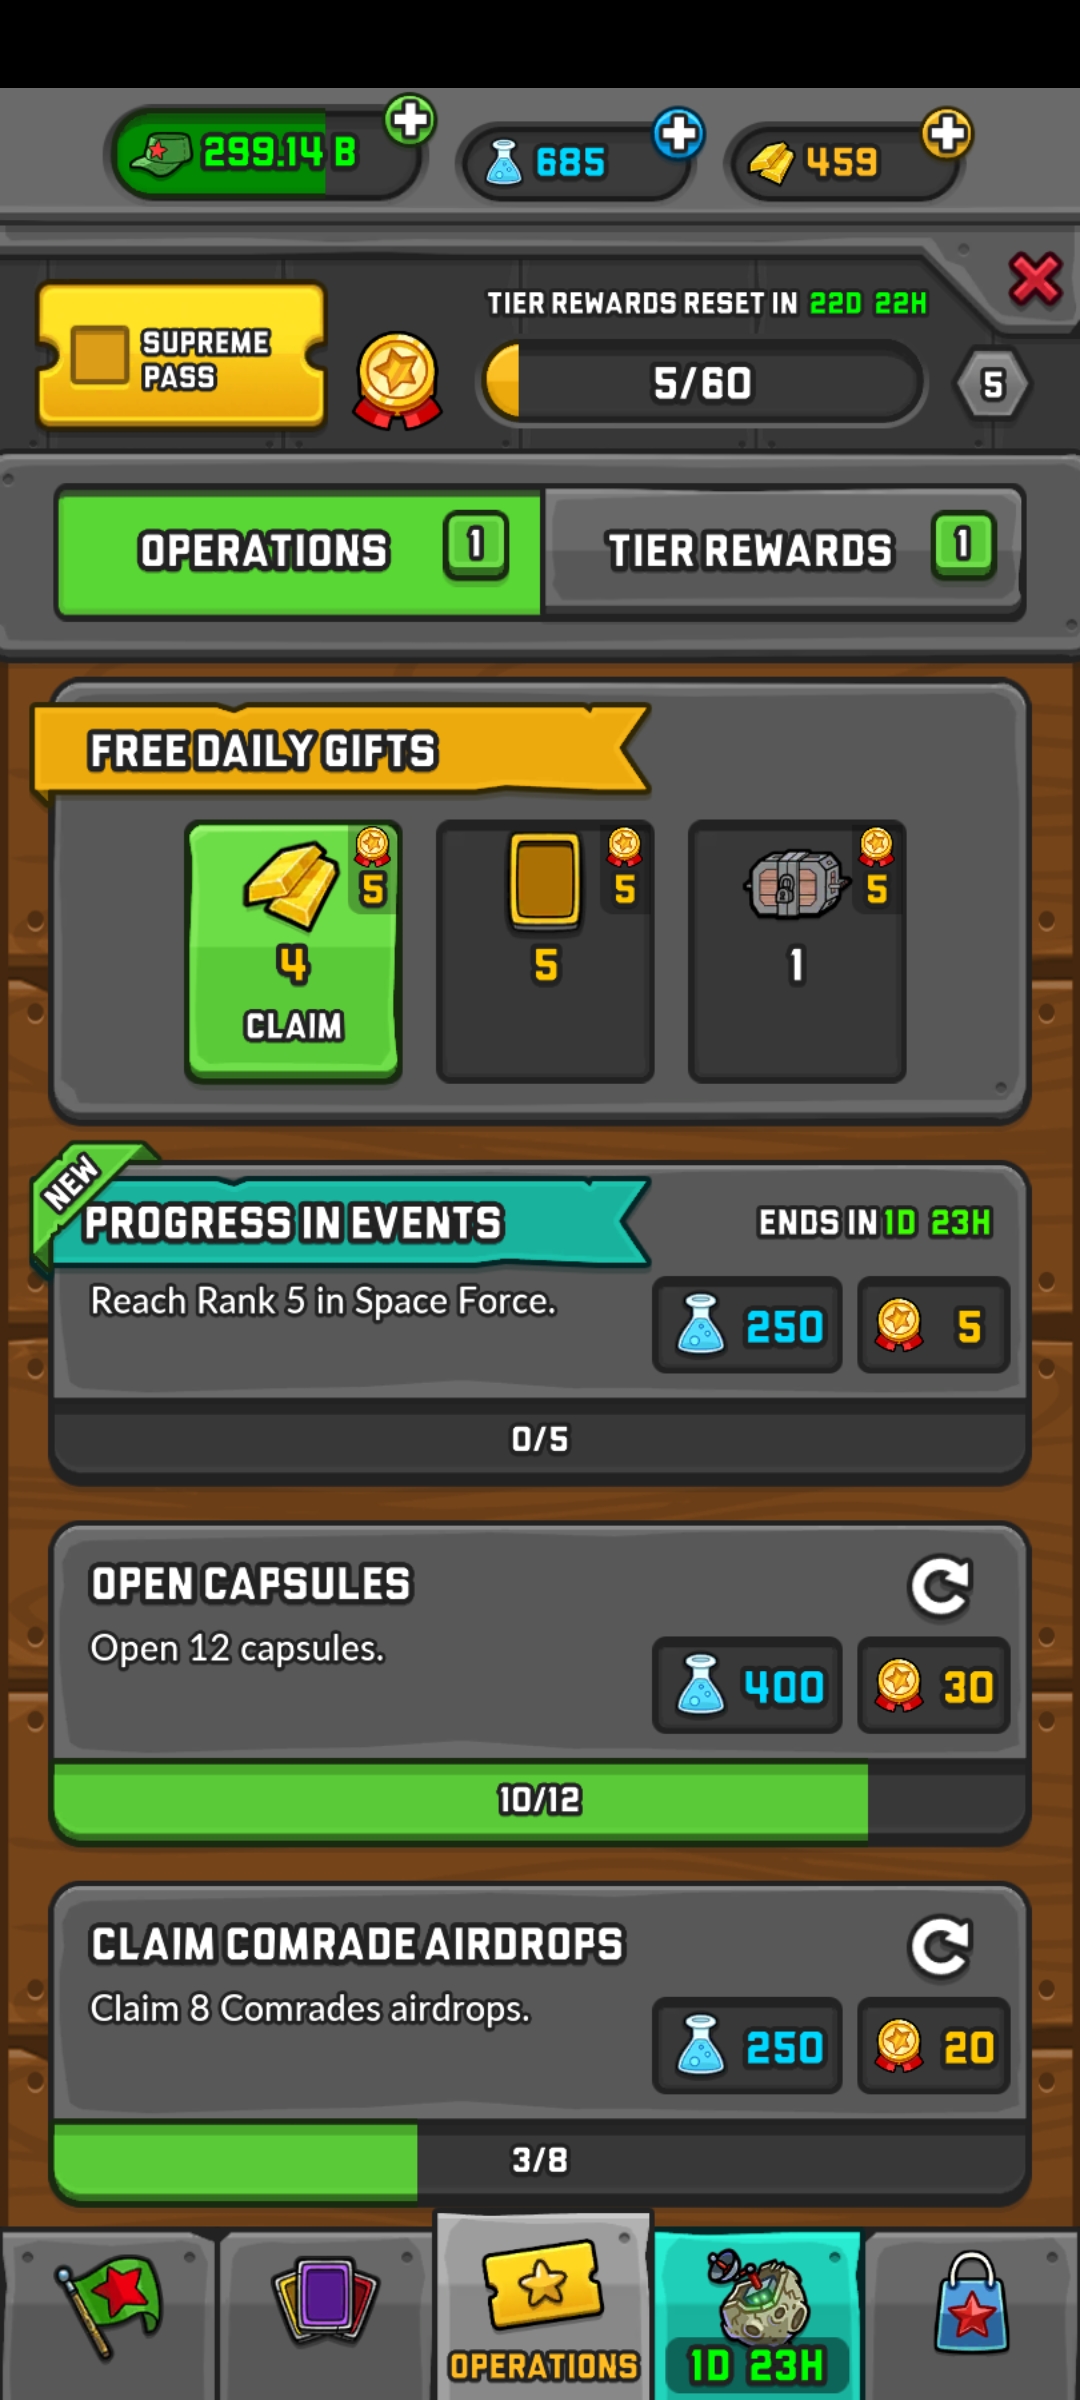 299.14 B
685
459
SUPREME PASS
TIER REWARDS RESET IN 22D 22H
5/60
5
OPERATIONS 1
TIER REWARDS 1
FREE DAILY GIFTS
5
5
5
4
5
1
CLAIM
NEW
PROGRESS IN EVENTS
ENDS IN 1D 23H
Reach Rank 5 in Space Force.
250
5
0/5
OPEN CAPSULES
Open 12 capsules.
400
30
10/12
CLAIM COMRADE AIRDROPS
Claim 8 Comrades airdrops.
250
20
3/8
OPERATIONS
1D 23H